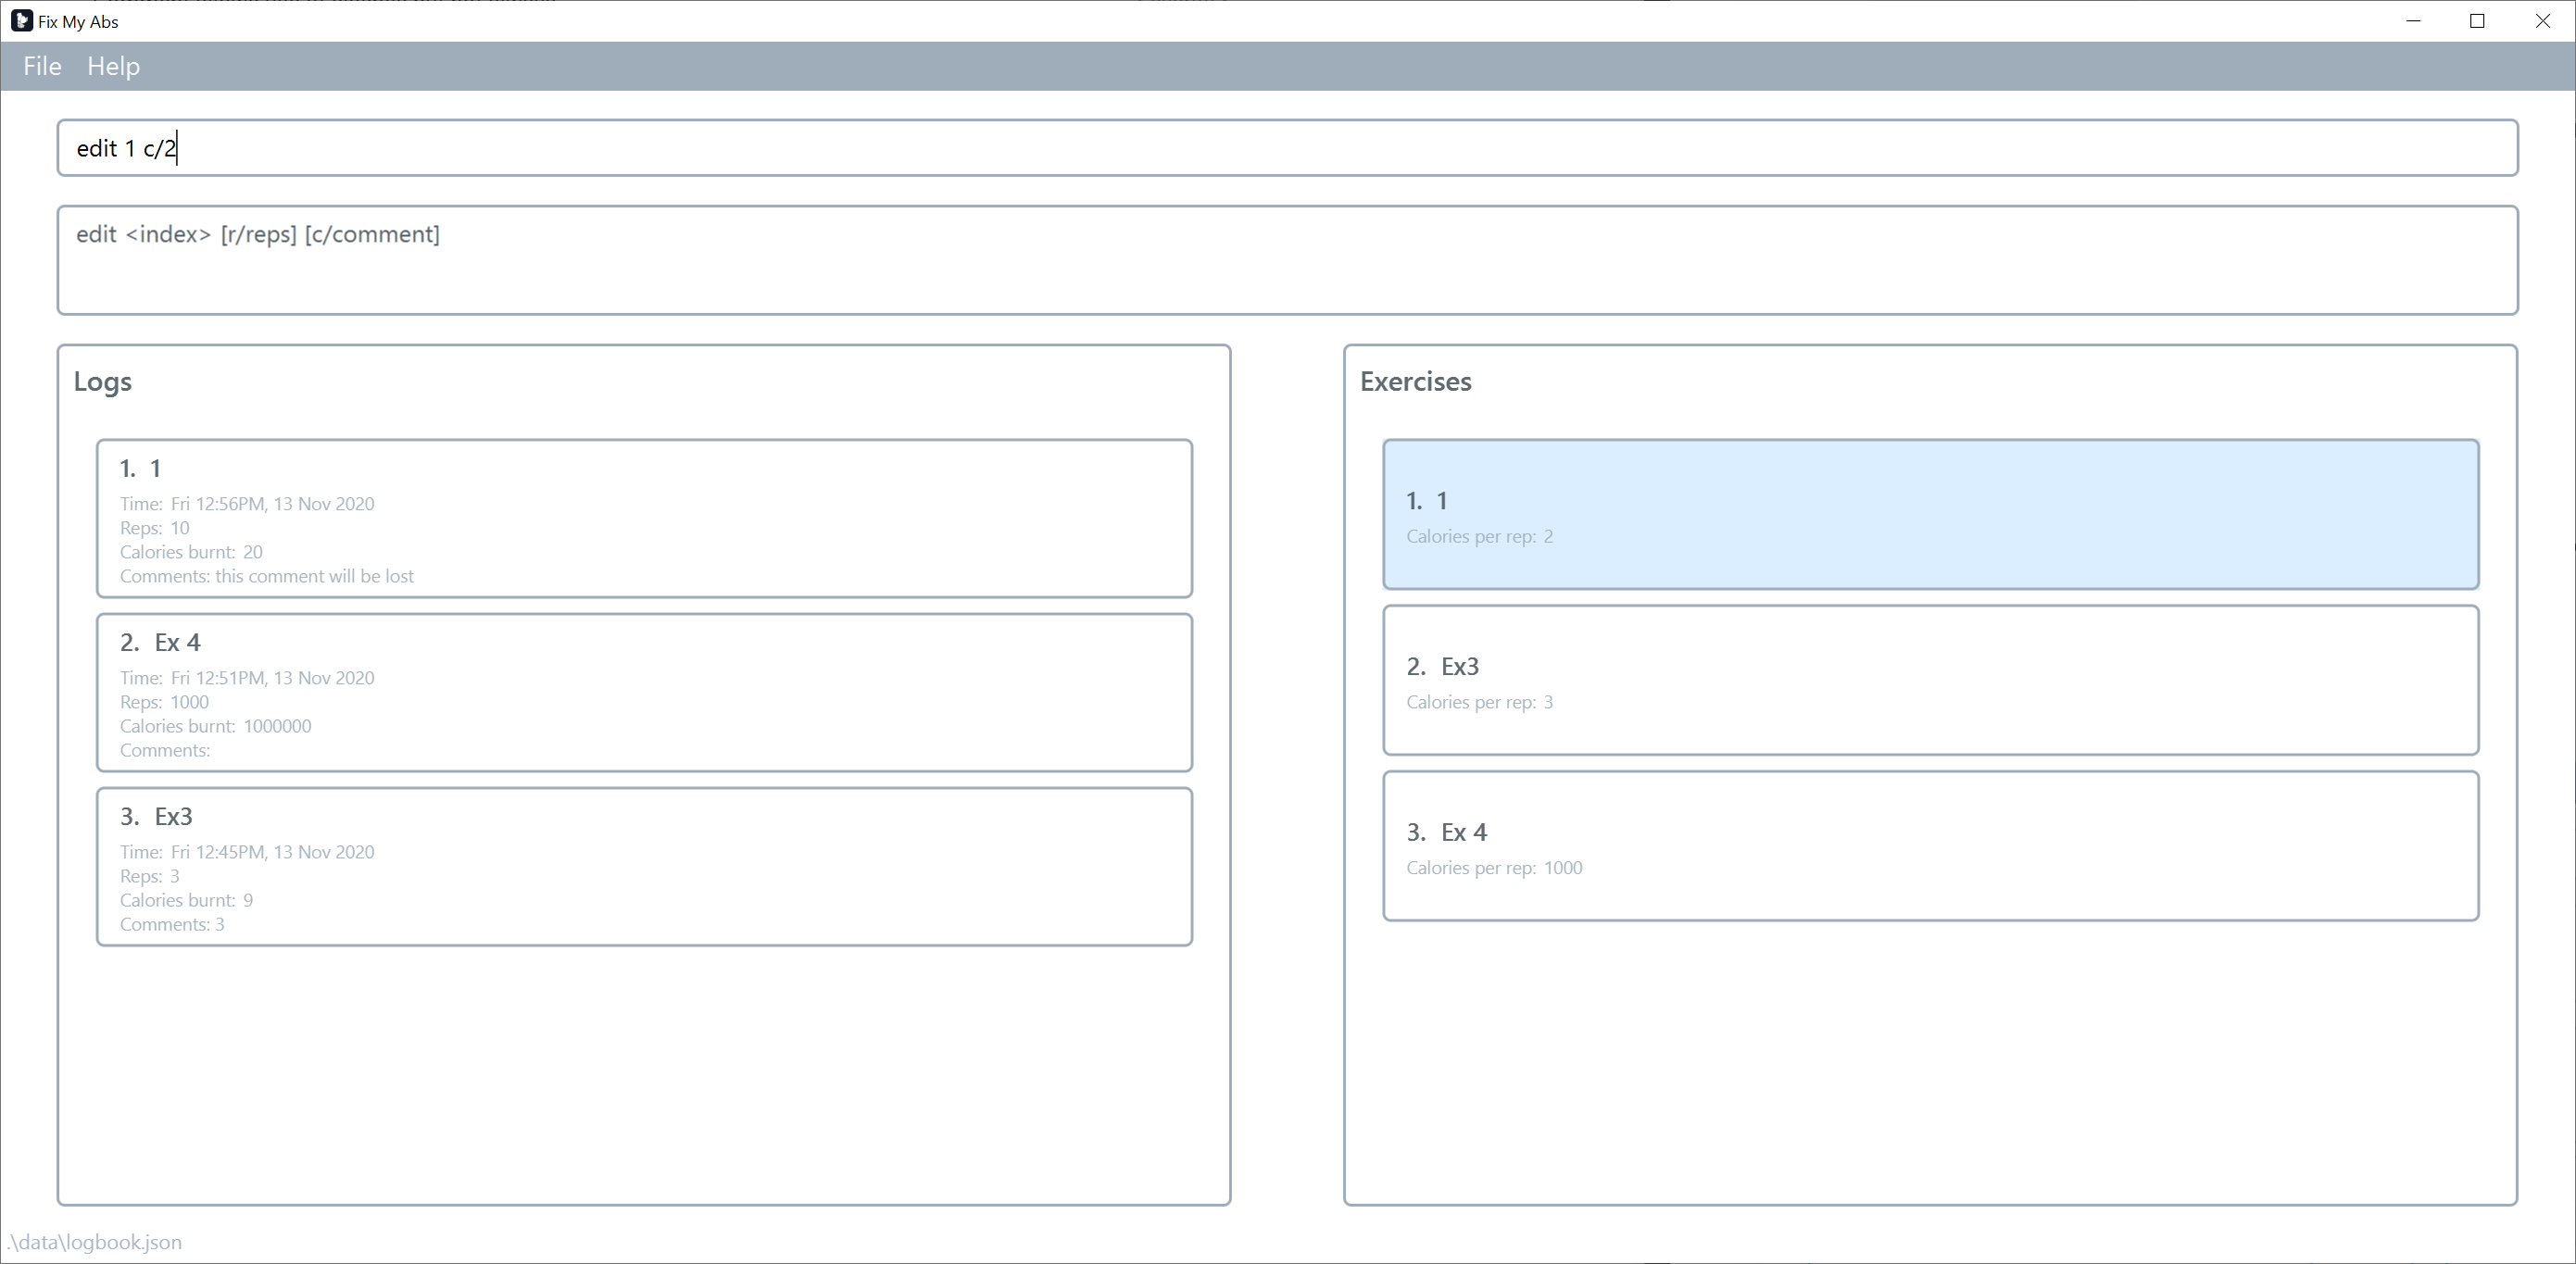 Fix My Abs
File Help
edit 1 c/2
edit <index> [r/reps] [c/comment]
Logs
1. 1
Time: Fri 12:56PM, 13 Nov 2020
Reps: 10
Calories burnt: 20
Comments: this comment will be lost
2. Ex 4
Time: Fri 12:51PM, 13 Nov 2020
Reps: 1000
Calories burnt: 1000000
Comments:
3. Ex3
Time: Fri 12:45PM, 13 Nov 2020
Reps: 3
Calories burnt: 9
Comments: 3
Exercises
1. 1
Calories per rep: 2
2. Ex3
Calories per rep: 3
3. Ex 4
Calories per rep: 1000
.\data\logbook.json